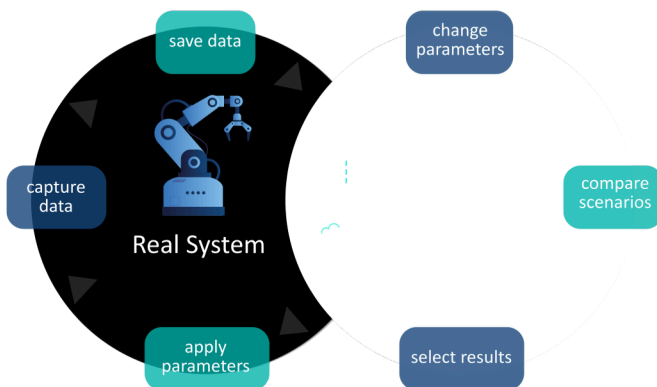 save data
change
parameters
capture
data
Real System
compare
scenarios
apply
parameters
select results